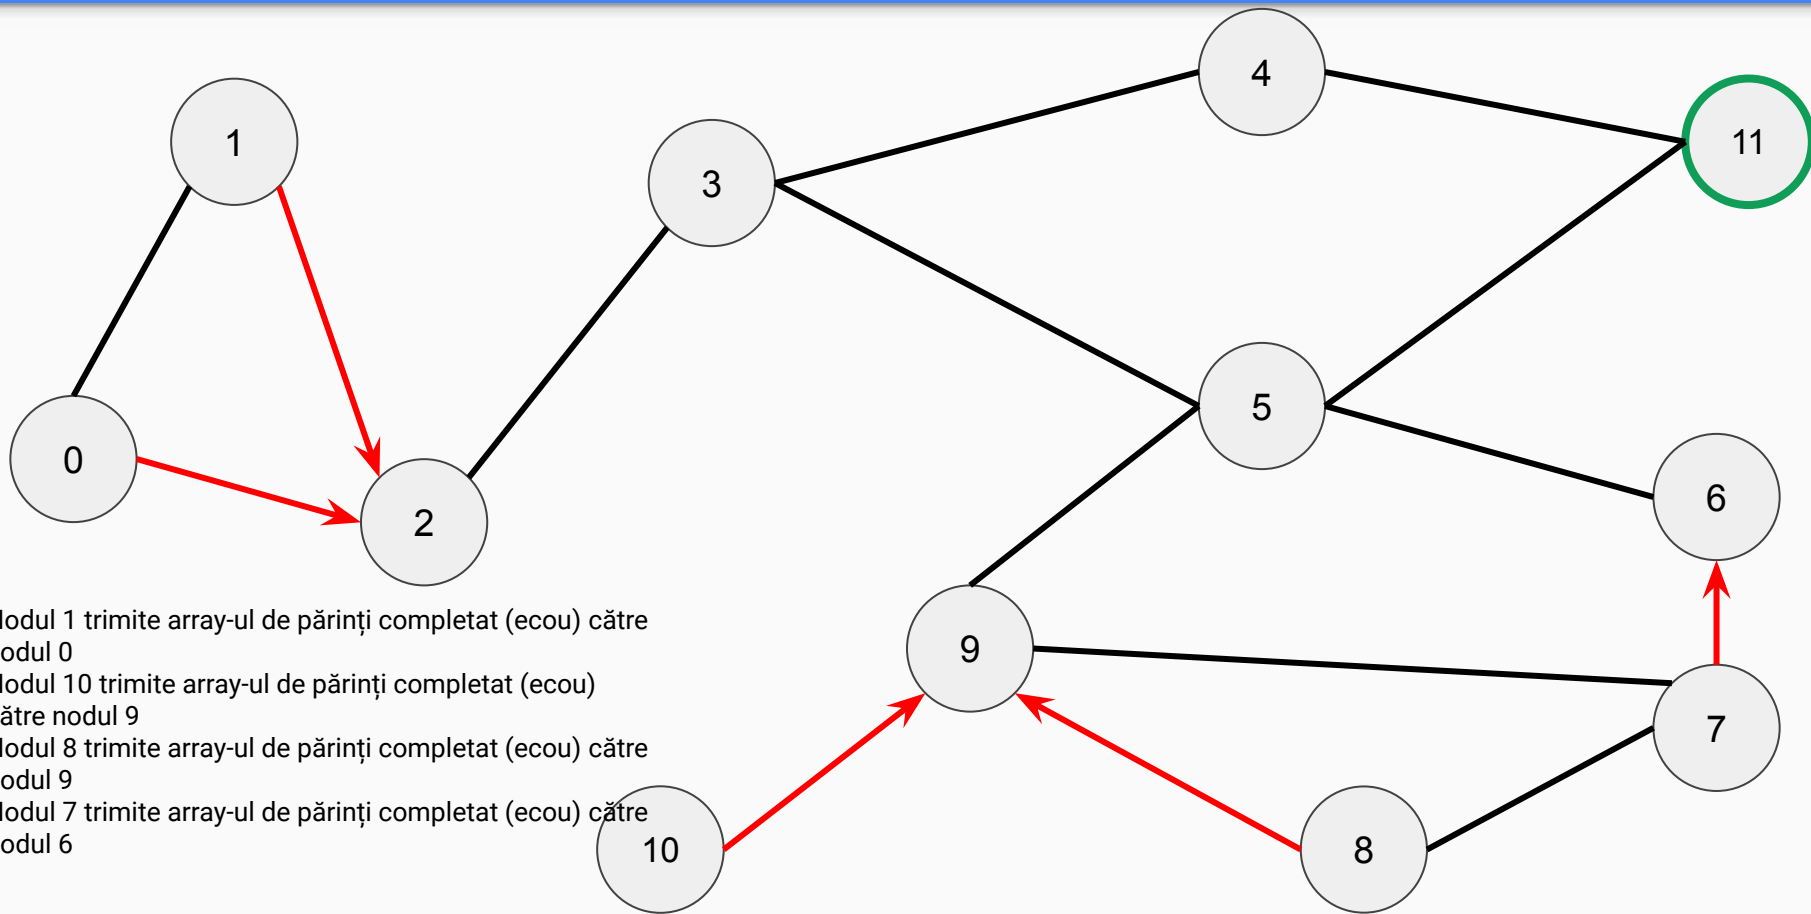 4
1
11
3
5
0
6
2
lodul 1 trimite array-ul de părinți completat (ecou) către
odul 0
lodul 10 trimite array-ul de părinți completat (ecou)
ătre nodul 9
lodul 8 trimite array-ul de părinți completat (ecou) către
odul 9
lodul 7 trimite array-ul de părinți completat (ecou) către
odul 6
9
7
10
8